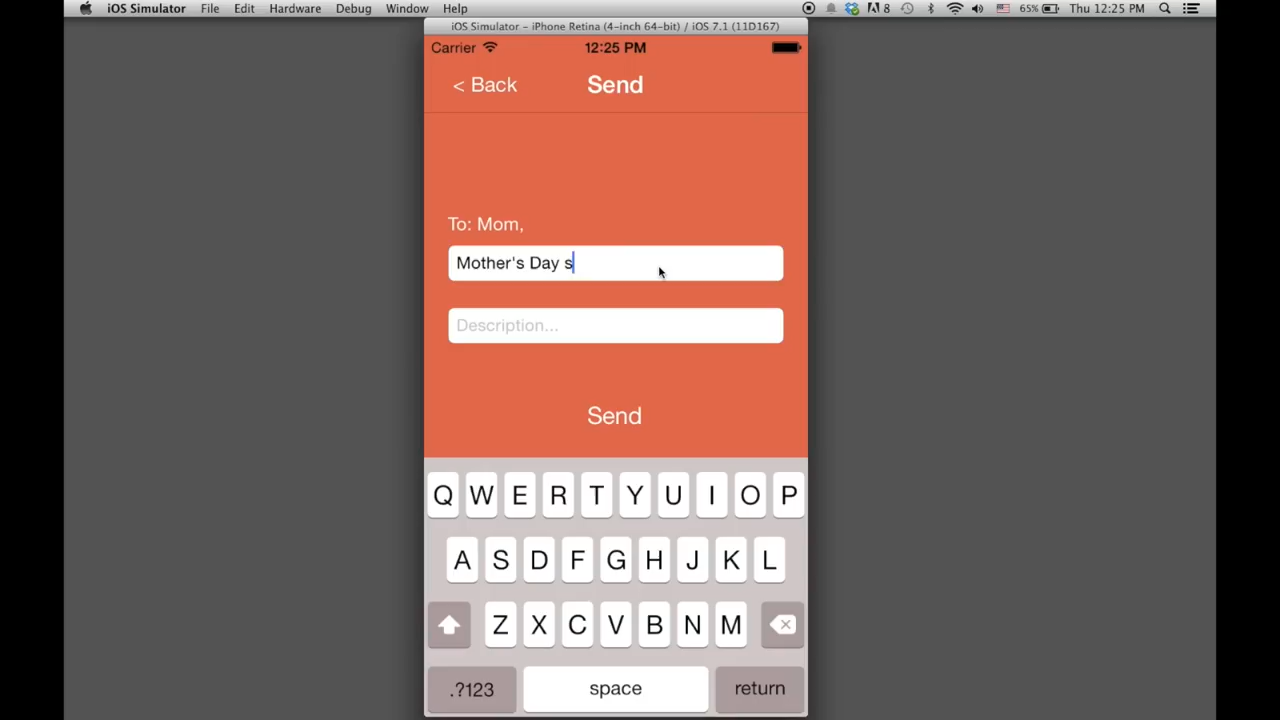 iOS Simulator File Edit Hardware Debug Window Help 8 65% Thu 12:25 PM
iOS Simulator - iPhone Retina (4-inch 64-bit) / iOS 7.1 (11D167)
Carrier 12:25 PM
< Back Send
To: Mom,
Mother's Day s
Description...
Send
Q W E R T Y U I O P
A S D F G H J K L
Z X C V B N M
.?123 space return